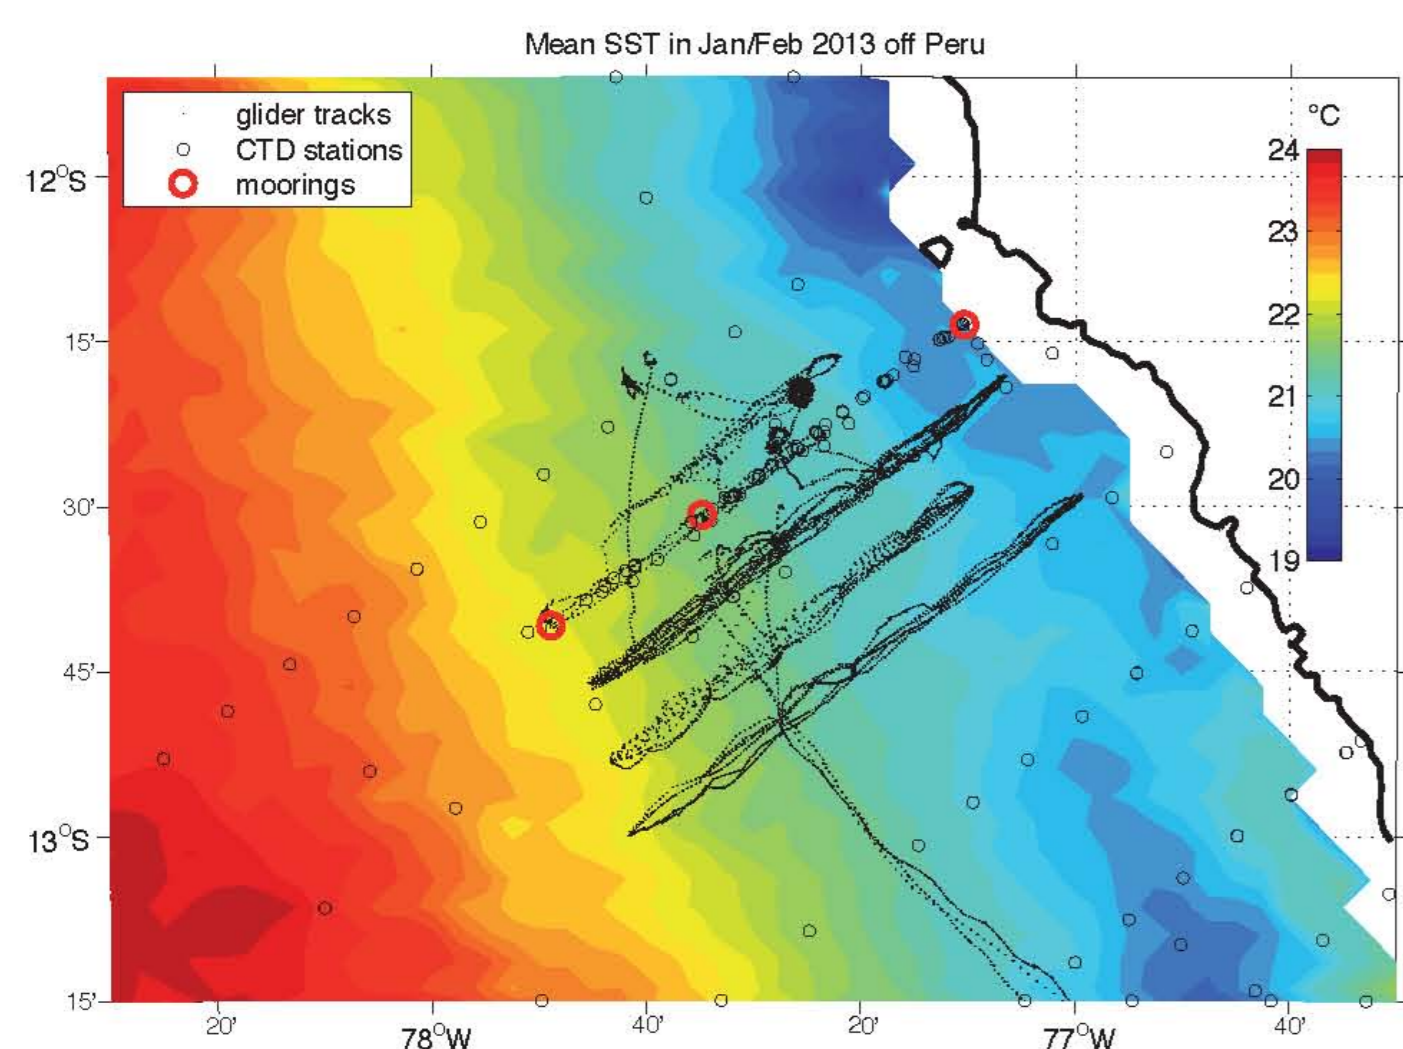 Mean SST in Jan/Feb 2013 off Peru
glider tracks
CTD stations
moorings
°C
24
23
22
21
20
19
12°S
15'
30'
45'
13°S
15'
20'
78°W
40'
20'
77°W
40'